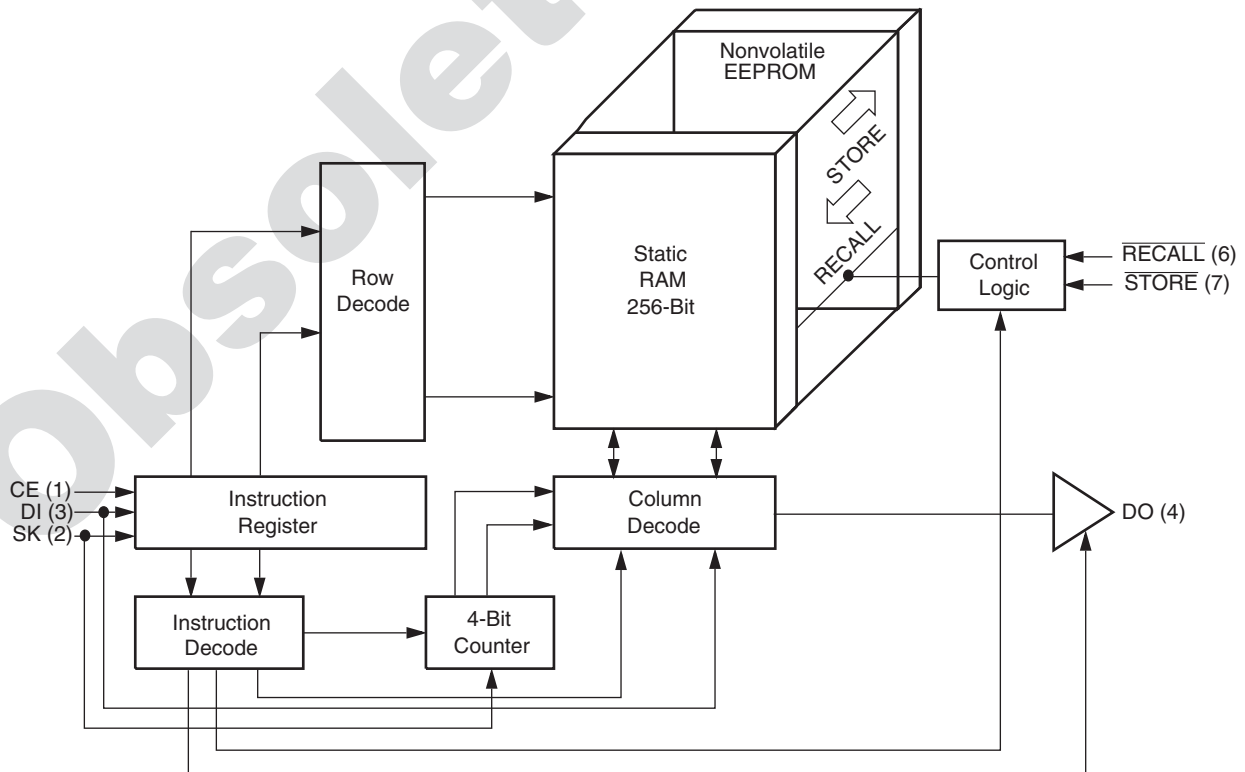 Obsolete
Nonvolatile
EEPROM
STORE
RECALL
Row
Decode
Static
RAM
256-Bit
Control
Logic
RECALL (6)
STORE (7)
CE (1)
DI (3)
SK (2)
Instruction
Register
Column
Decode
DO (4)
Instruction
Decode
4-Bit
Counter